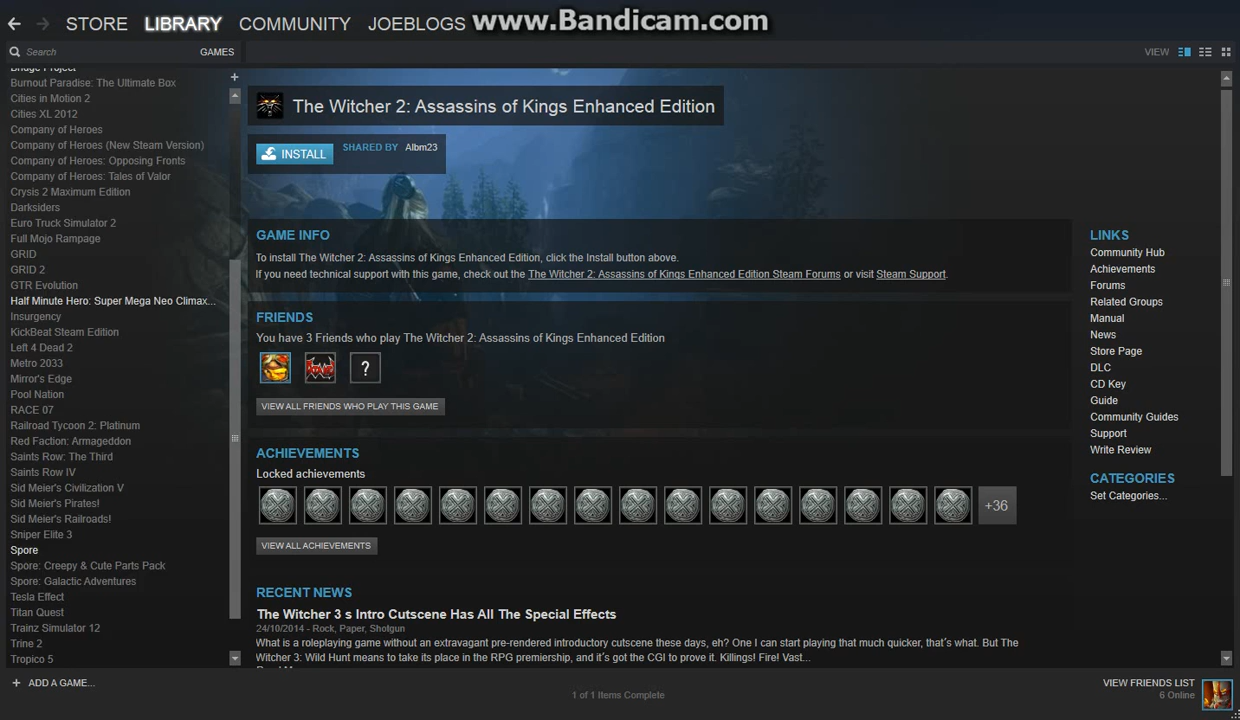 STORE LIBRARY COMMUNITY JOEBLOGS www.Bandicam.com
Search GAMES VIEW
Bridge Project
Burnout Paradise: The Ultimate Box
Cities in Motion 2
Cities XL 2012
Company of Heroes
Company of Heroes (New Steam Version)
Company of Heroes: Opposing Fronts
Company of Heroes: Tales of Valor
Crysis 2 Maximum Edition
Darksiders
Euro Truck Simulator 2
Full Mojo Rampage
GRID
GRID 2
GTR Evolution
Half Minute Hero: Super Mega Neo Climax...
Insurgency
KickBeat Steam Edition
Left 4 Dead 2
Metro 2033
Mirror's Edge
Pool Nation
RACE 07
Railroad Tycoon 2: Platinum
Red Faction: Armageddon
Saints Row: The Third
Saints Row IV
Sid Meier's Civilization V
Sid Meier's Pirates!
Sid Meier's Railroads!
Sniper Elite 3
Spore
Spore: Creepy & Cute Parts Pack
Spore: Galactic Adventures
Tesla Effect
Titan Quest
Trainz Simulator 12
Trine 2
Tropico 5
+ ADD A GAME...
The Witcher 2: Assassins of Kings Enhanced Edition
INSTALL SHARED BY Albm23
GAME INFO
To install The Witcher 2: Assassins of Kings Enhanced Edition, click the Install button above.
If you need technical support with this game, check out the The Witcher 2: Assassins of Kings Enhanced Edition Steam Forums or visit Steam Support.
FRIENDS
You have 3 Friends who play The Witcher 2: Assassins of Kings Enhanced Edition
?
VIEW ALL FRIENDS WHO PLAY THIS GAME
ACHIEVEMENTS
Locked achievements
+36
VIEW ALL ACHIEVEMENTS
RECENT NEWS
The Witcher 3 s Intro Cutscene Has All The Special Effects
24/10/2014 - Rock, Paper, Shotgun
What is a roleplaying game without an extravagant pre-rendered introductory cutscene these days, eh? One I can start playing that much quicker, that´s what. But The
Witcher 3: Wild Hunt means to take its place in the RPG premiership, and it´s got the CGI to prove it. Killings! Fire! Vast...
LINKS
Community Hub
Achievements
Forums
Related Groups
Manual
News
Store Page
DLC
CD Key
Guide
Community Guides
Support
Write Review
CATEGORIES
Set Categories...
1 of 1 Items Complete
VIEW FRIENDS LIST
6 Online